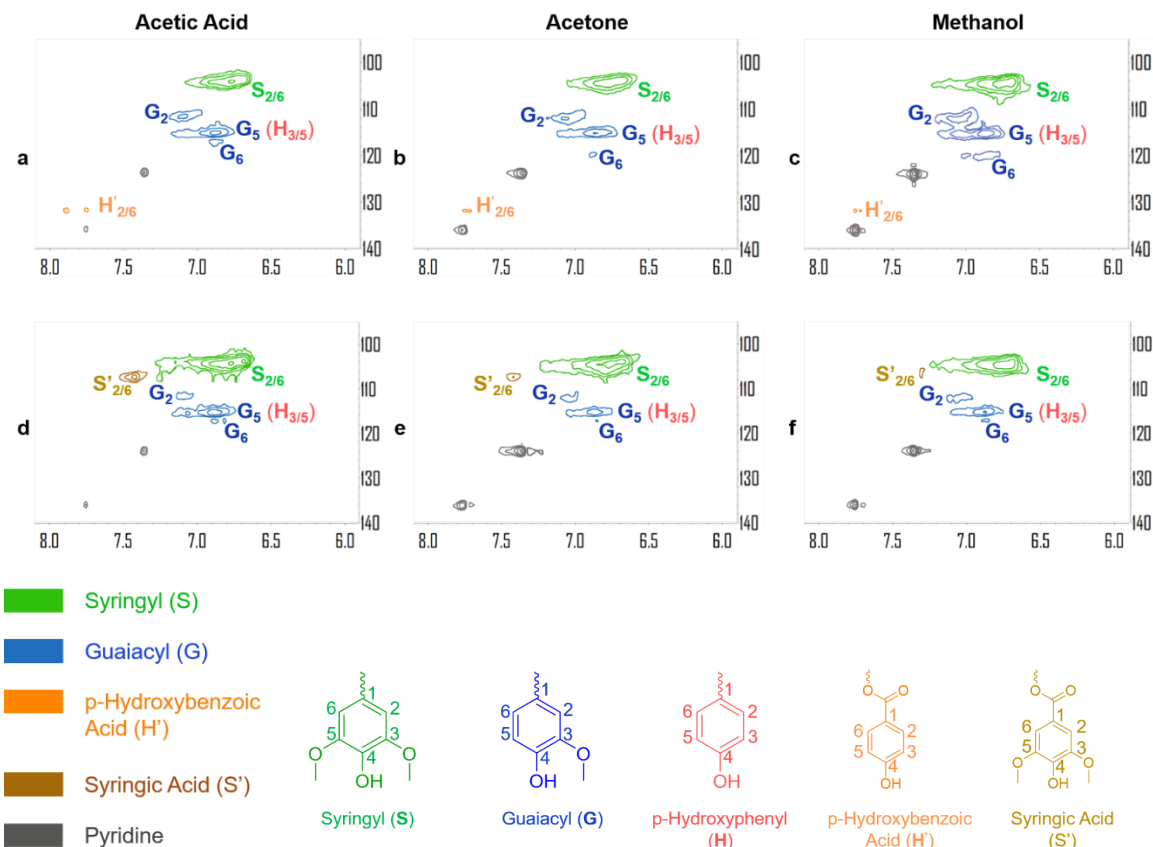 Acetic Acid
Acetone
Methanol
a
S2/6
G2
G5 (H3/5)
G6
H'2/6
100
110
120
130
140
8.0 7.5 7.0 6.5 6.0
b
S2/6
G2
G5 (H3/5)
G6
H'2/6
100
110
120
130
140
8.0 7.5 7.0 6.5 6.0
c
S2/6
G2
G5 (H3/5)
G6
H'2/6
100
110
120
130
140
8.0 7.5 7.0 6.5 6.0
d
S'2/6
S2/6
G2
G5 (H3/5)
G6
100
110
120
130
140
8.0 7.5 7.0 6.5 6.0
e
S'2/6
S2/6
G2
G5 (H3/5)
G6
100
110
120
130
140
8.0 7.5 7.0 6.5 6.0
f
S'2/6
S2/6
G2
G5 (H3/5)
G6
100
110
120
130
140
8.0 7.5 7.0 6.5 6.0
Syringyl (S)
Guaiacyl (G)
p-Hydroxybenzoic
Acid (H')
Syringic Acid (S')
Pyridine
1
6 2
5 3
O 4 O
OH
Syringyl (S)
1
6 2
5 3
4 O
OH
Guaiacyl (G)
1
6 2
5 3
4
OH
p-Hydroxyphenyl
(H)
O O
1
6 2
5 3
4
OH
p-Hydroxybenzoic
Acid (H')
O O
1
6 2
5 3
O 4 O
OH
Syringic Acid
(S')